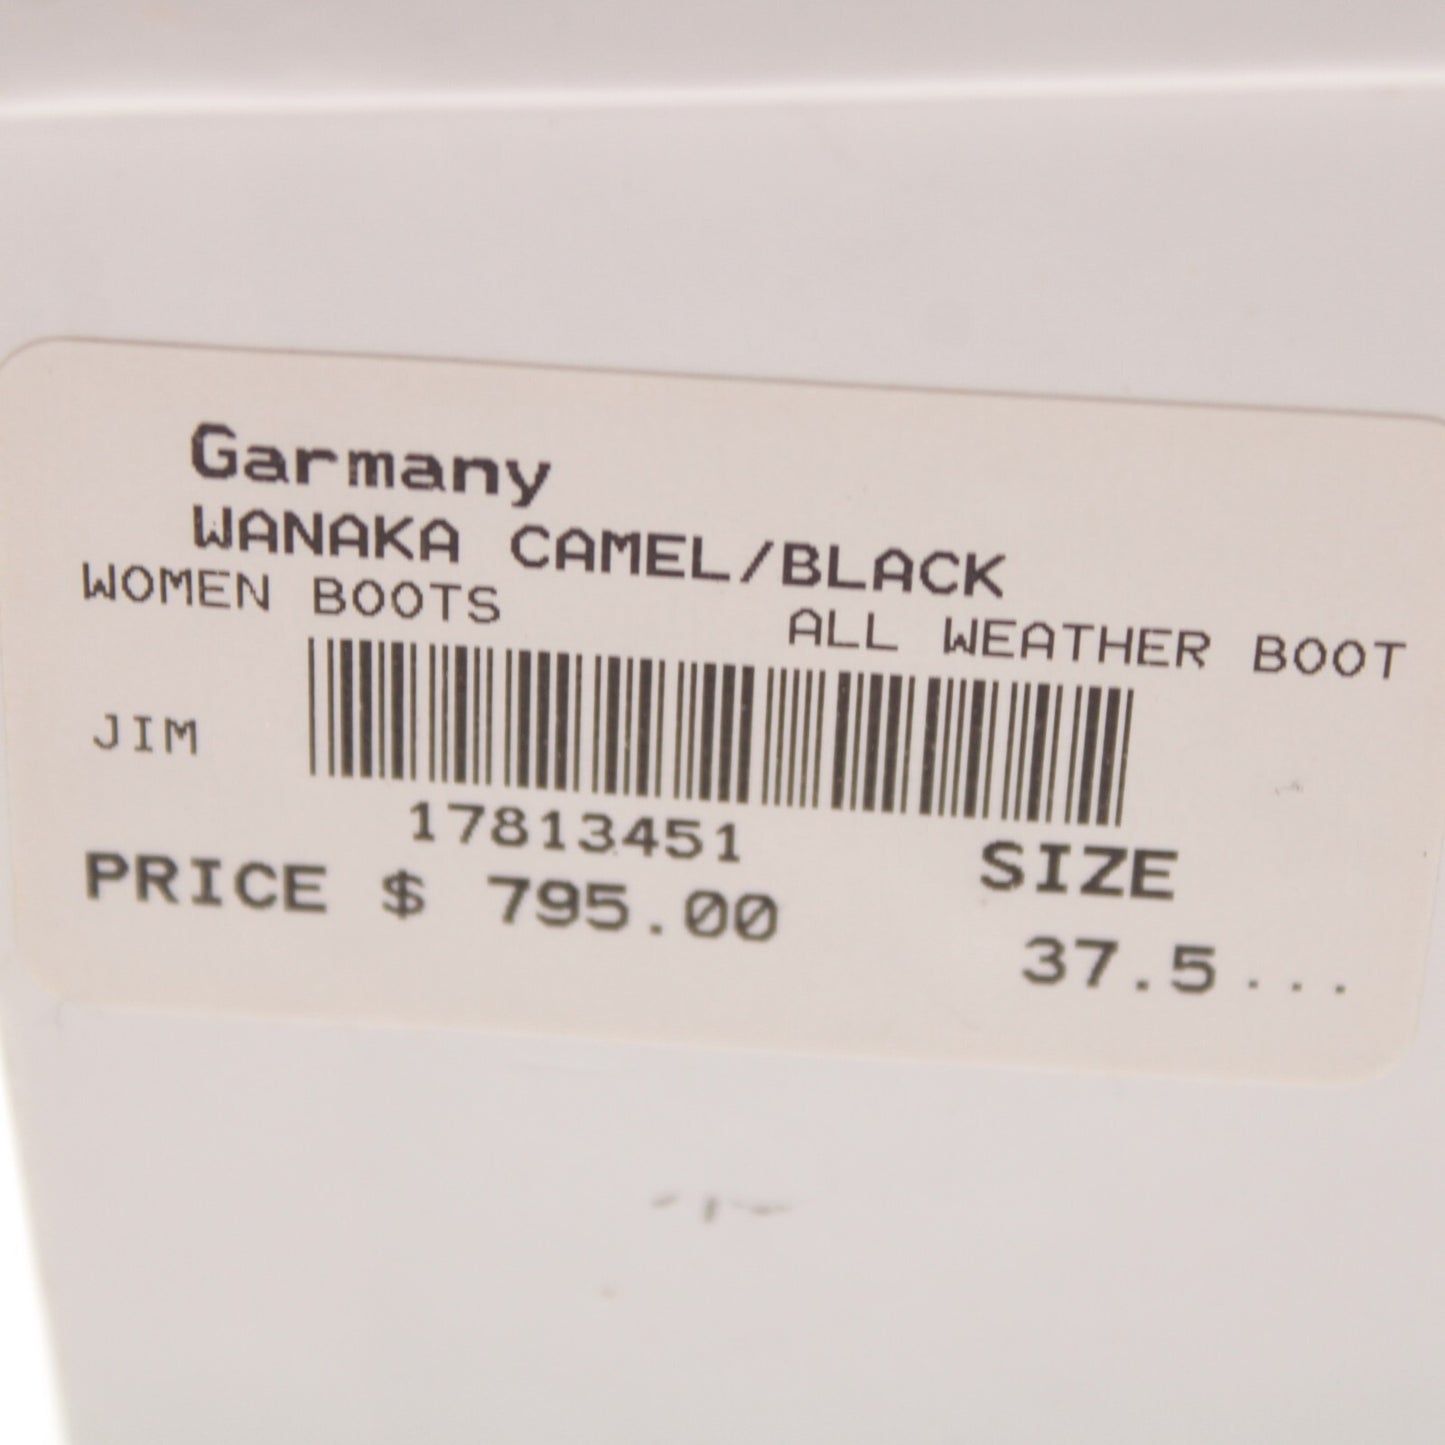 Garmany
WANAKA CAMEL/BLACK
WOMEN BOOTS ALL WEATHER BOOT
JIM
17813451
PRICE $ 795.00 SIZE
37.5...